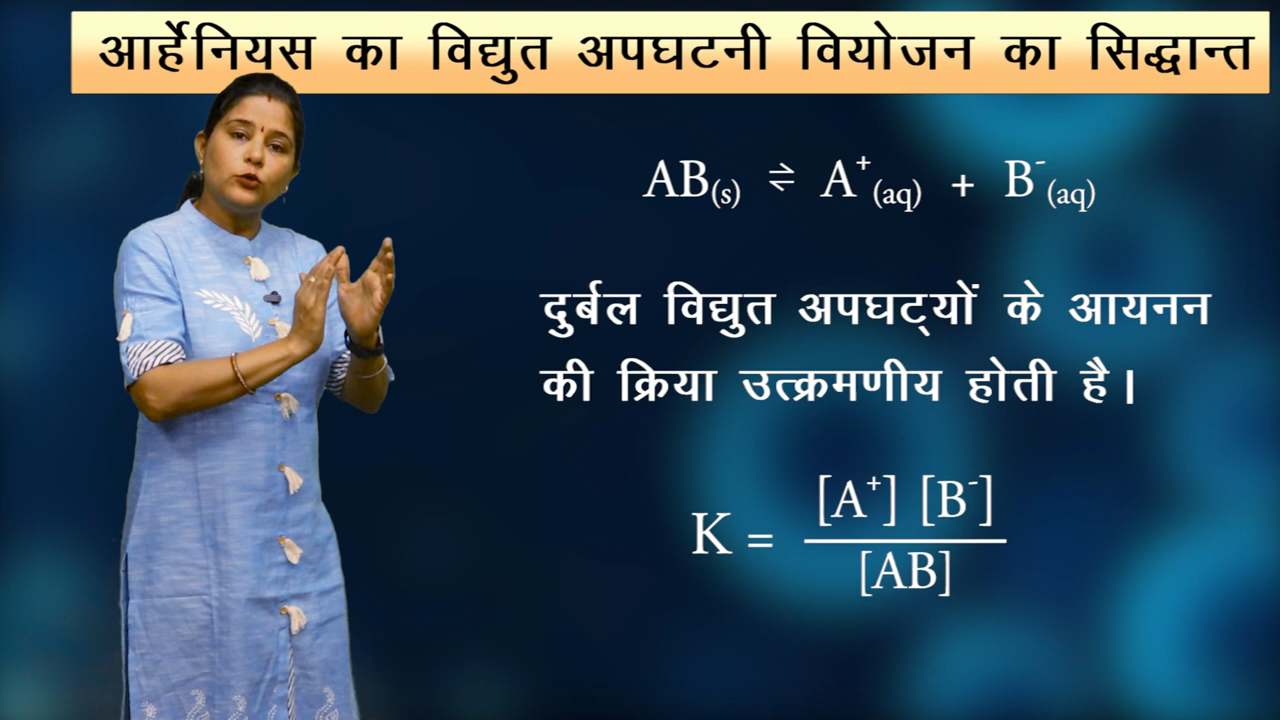 आर्हेनियस का विद्युत अपघटनी वियोजन का सिद्धान्त
AB(s) ⇌ A⁺(aq) + B⁻(aq)
दुर्बल विद्युत अपघट्यों के आयनन
की क्रिया उत्क्रमणीय होती है।
K = [A⁺] [B⁻]
[AB]